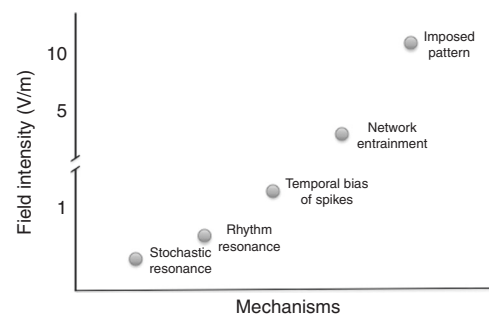 Imposed
pattern
10
5
Network
entrainment
Field intensity (V/m)
Temporal bias
of spikes
1
Rhythm
resonance
Stochastic
resonance
Mechanisms